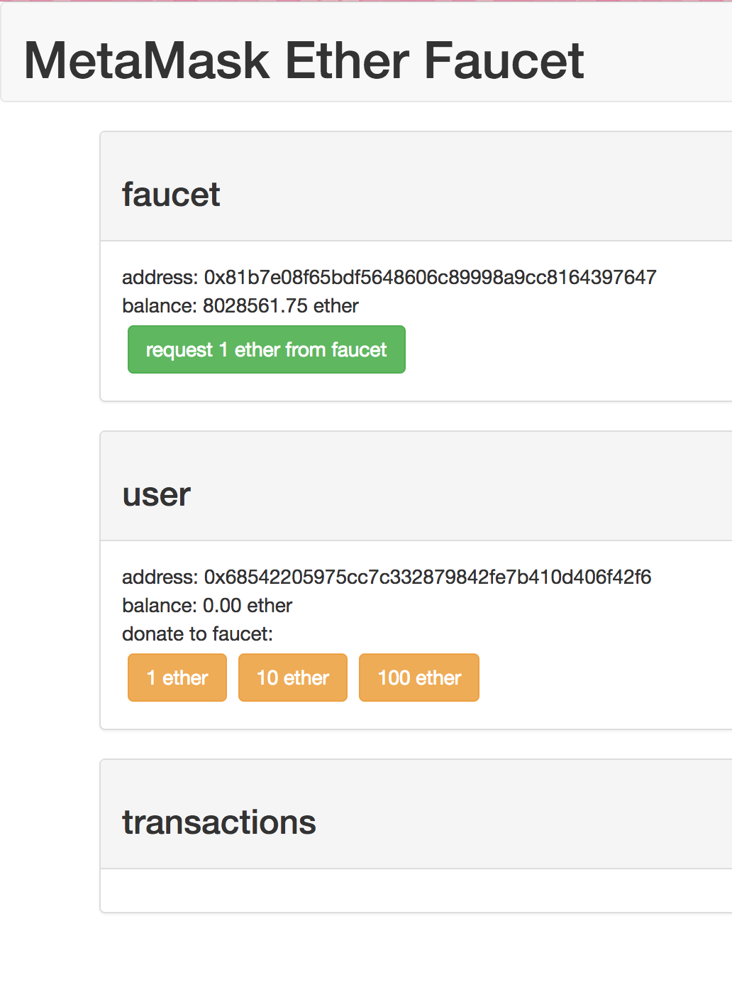 MetaMask Ether Faucet
faucet
address: 0x81b7e08f65bdf5648606c89998a9cc8164397647
balance: 8028561.75 ether
request 1 ether from faucet
user
address: 0x68542205975cc7c332879842fe7b410d406f42f6
balance: 0.00 ether
donate to faucet:
1 ether 10 ether 100 ether
transactions